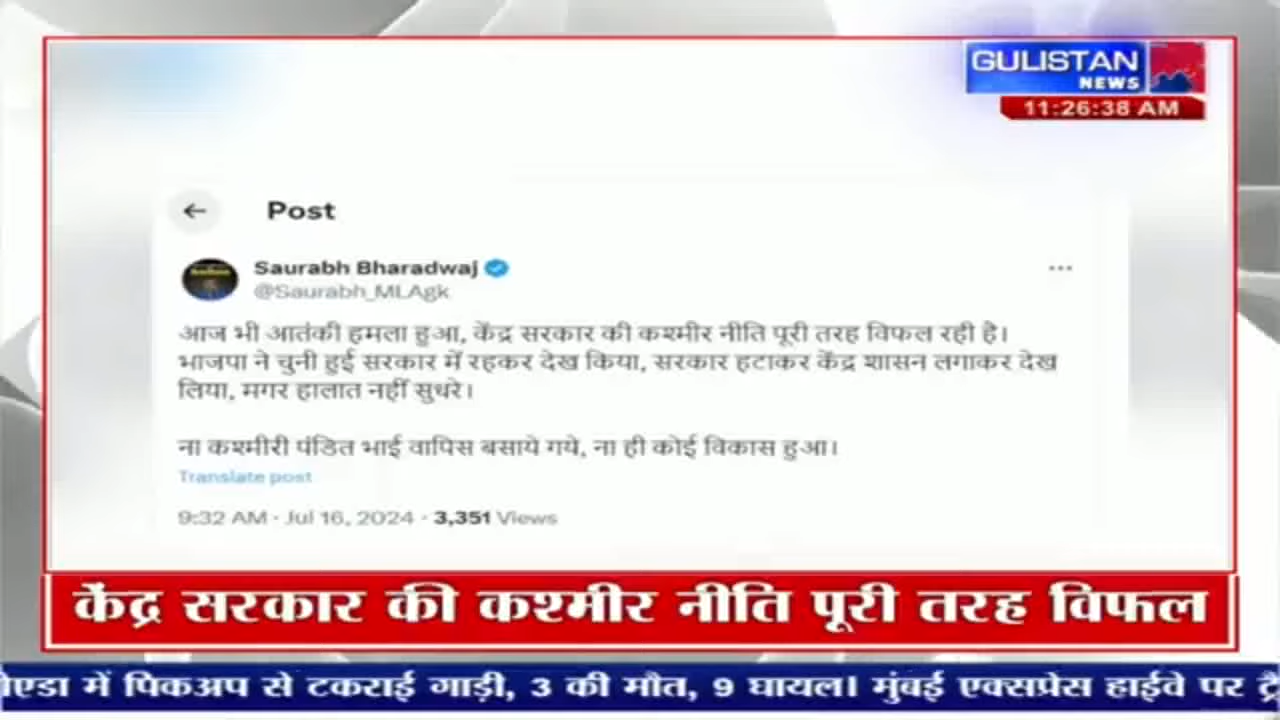 GULISTAN
NEWS
11:26:38 AM
Post
Saurabh Bharadwaj
@Saurabh_MLAgk
आज भी आतंकी हमला हुआ, केंद्र सरकार की कश्मीर नीति पूरी तरह विफल रही है।
भाजपा ने चुनी हुई सरकार में रहकर देख किया, सरकार हटाकर केंद्र शासन लगाकर देख
लिया, मगर हालात नहीं सुधरे।
ना कश्मीरी पंडित भाई वापिस बसाये गये, ना ही कोई विकास हुआ।
Translate post
9:32 AM · Jul 16, 2024 · 3,351 Views
केंद्र सरकार की कश्मीर नीति पूरी तरह विफल
में पिकअप से टकराई गाड़ी, 3 की मौत, 9 घायल। मुंबई एक्सप्रेस हाईवे पर